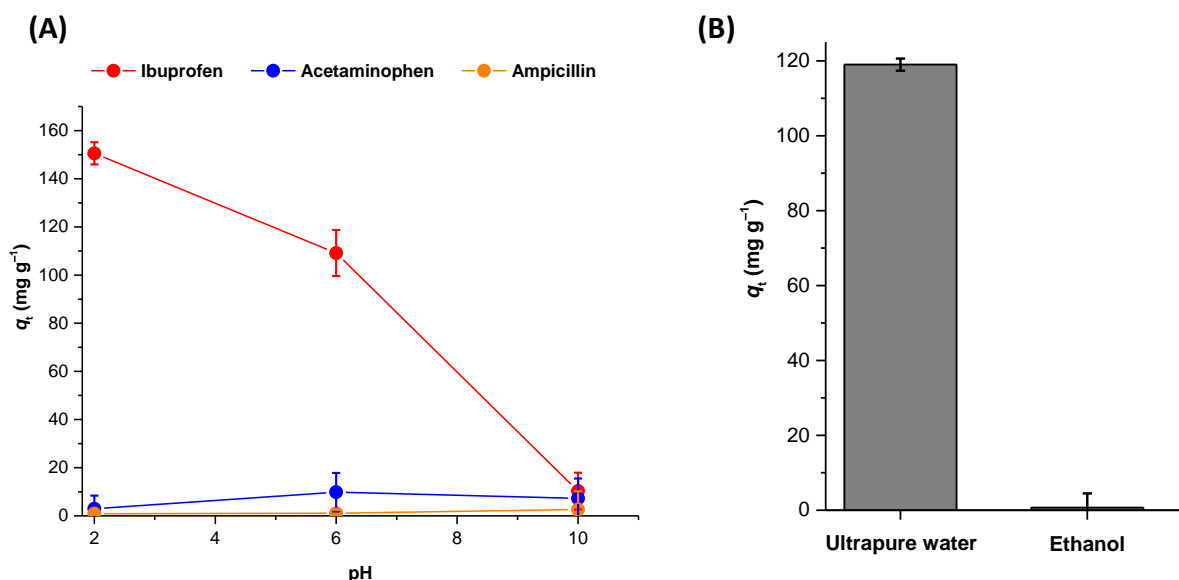 (A)
Ibuprofen Acetaminophen Ampicillin
160
140
120
100
80
60
40
20
0
qt (mg g⁻¹)
2 4 6 8 10
pH
(B)
120
100
80
60
40
20
0
qt (mg g⁻¹)
Ultrapure water Ethanol